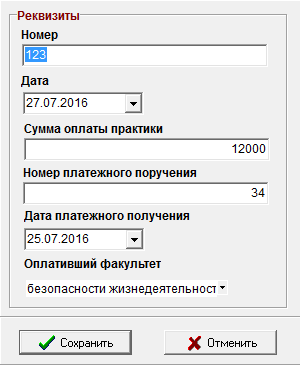 Реквизиты
Номер
123
Дата
27.07.2016
Сумма оплаты практики
12000
Номер платежного поручения
34
Дата платежного получения
25.07.2016
Оплативший факультет
безопасности жизнедеятельност
Сохранить
Отменить